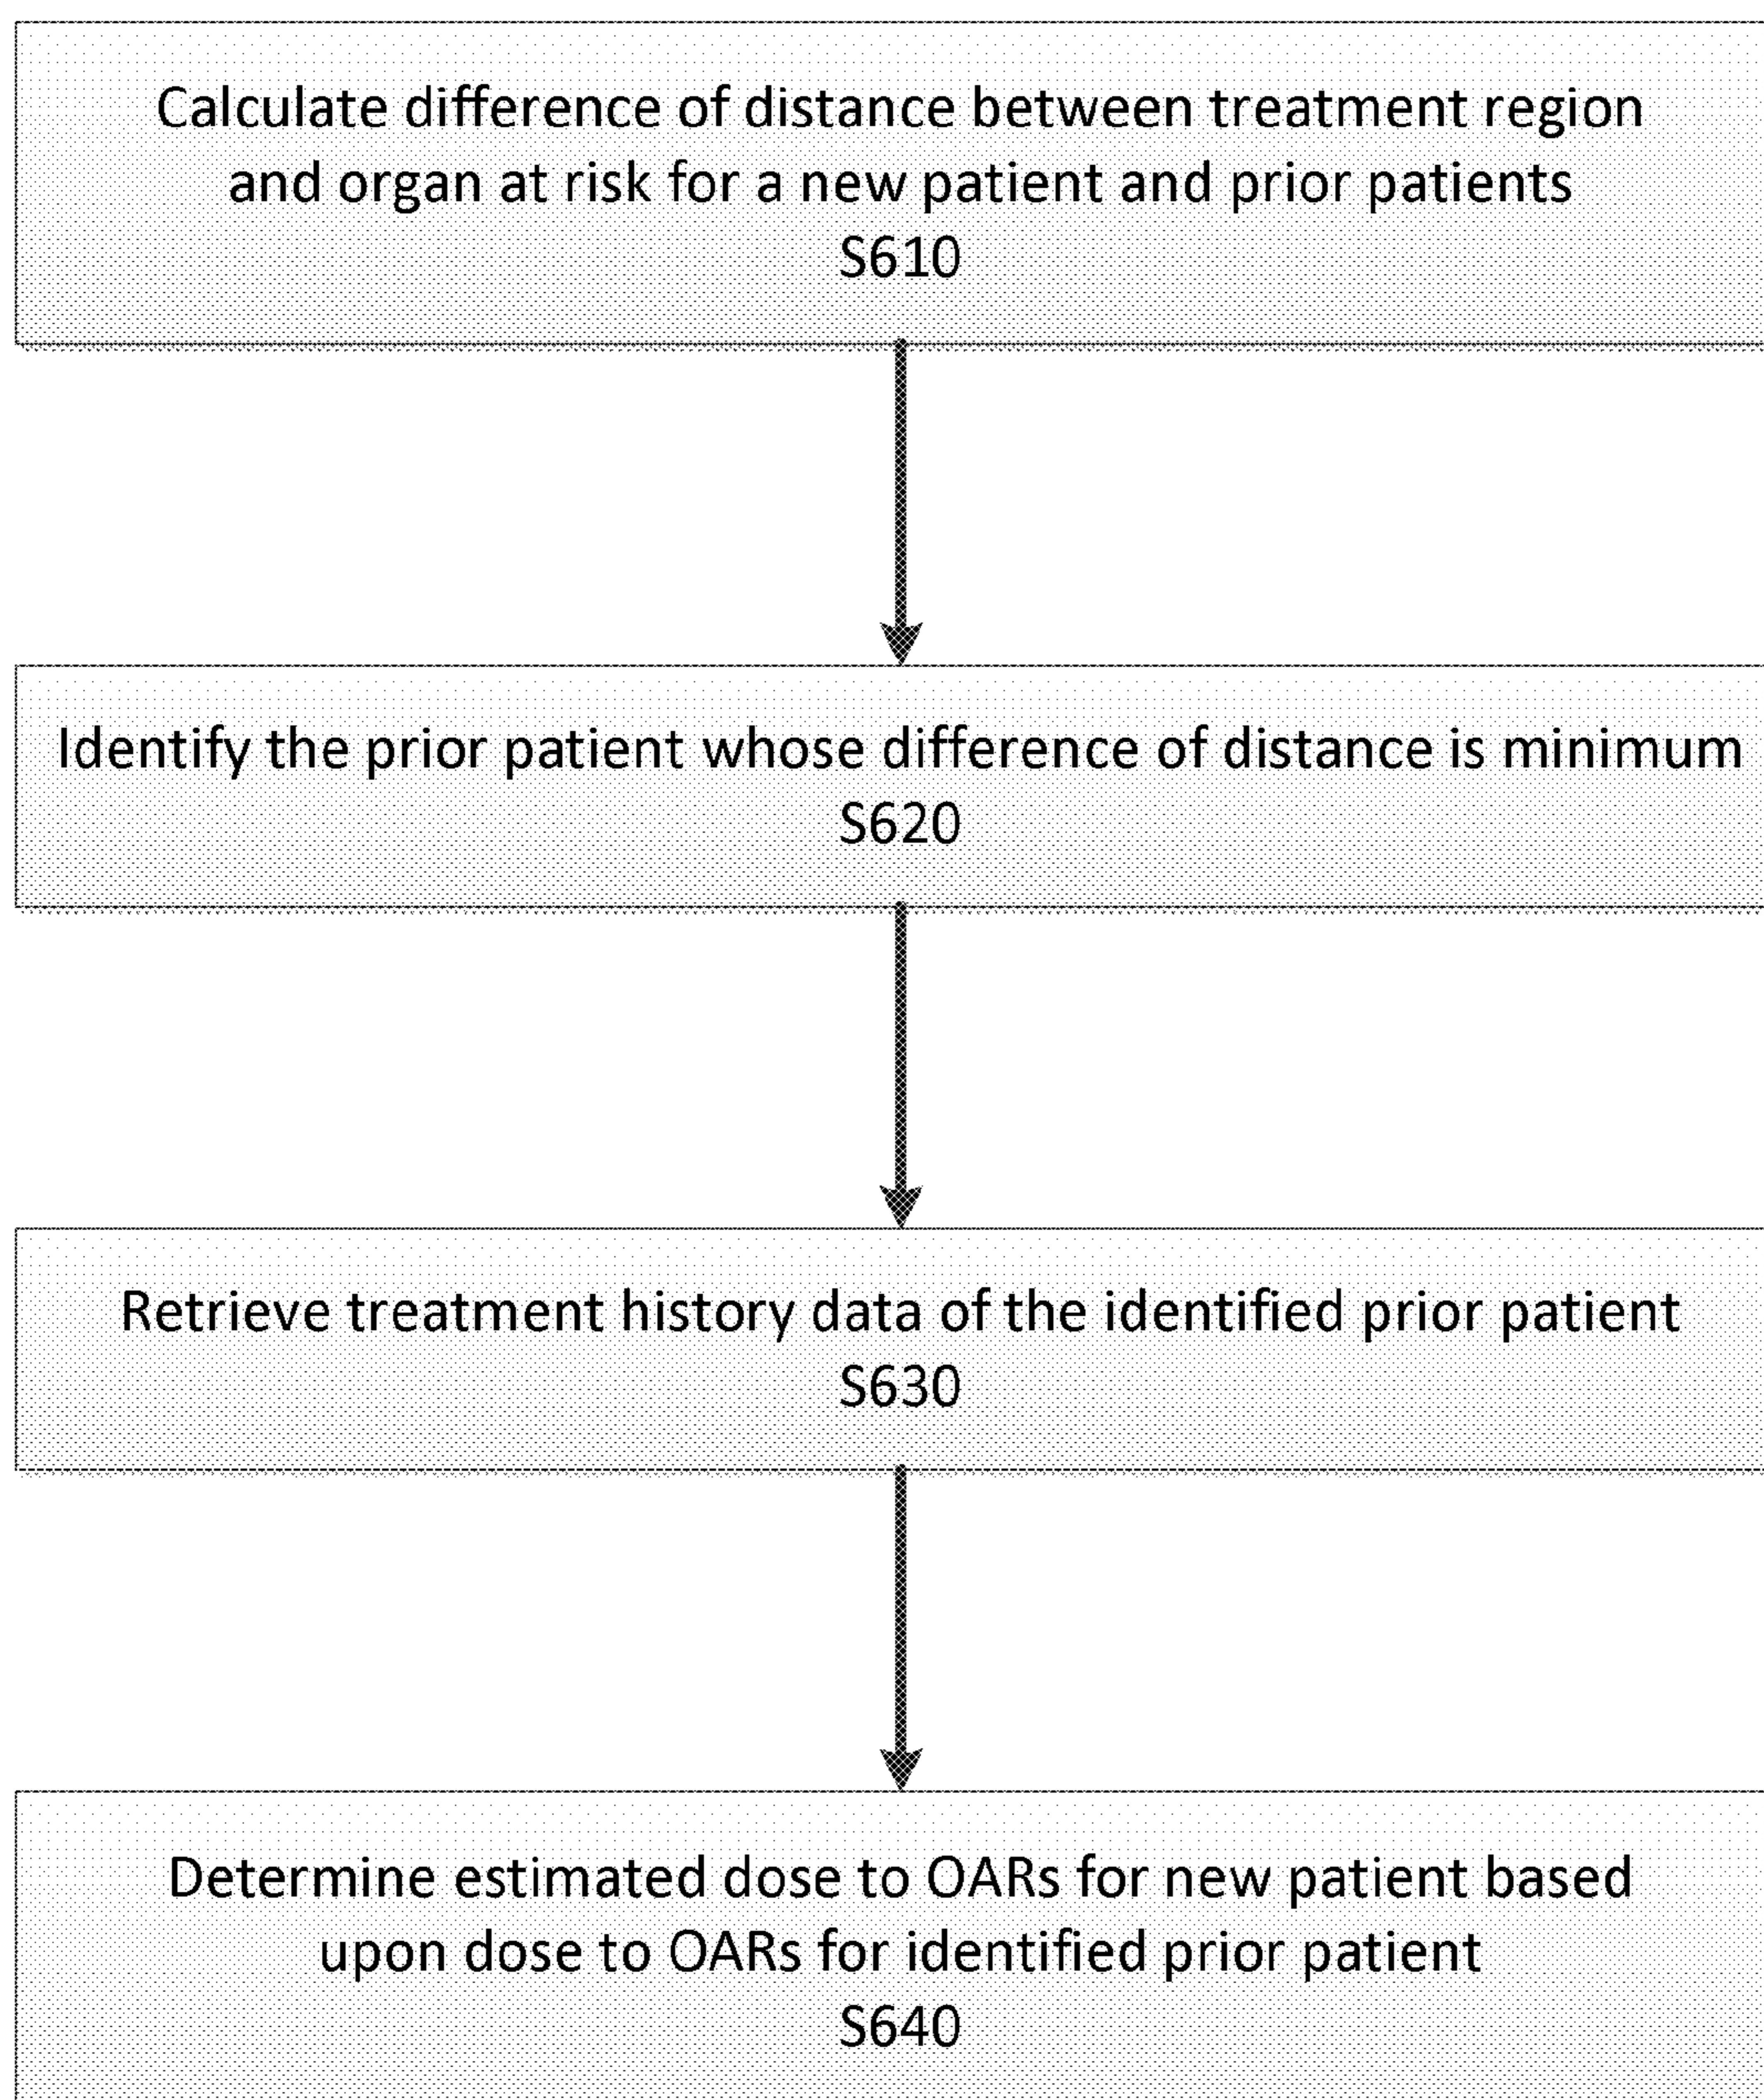 Calculate difference of distance between treatment region
and organ at risk for a new patient and prior patients
S610
Identify the prior patient whose difference of distance is minimum
S620
Retrieve treatment history data of the identified prior patient
S630
Determine estimated dose to OARs for new patient based
upon dose to OARs for identified prior patient
S640